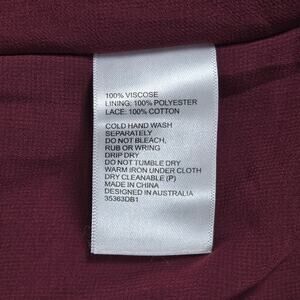 100% VISCOSE
LINING: 100% POLYESTER
LACE: 100% COTTON
COLD HAND WASH
SEPARATELY
DO NOT BLEACH,
RUB OR WRING
DRIP DRY
DO NOT TUMBLE DRY
WARM IRON UNDER CLOTH
DRY CLEANABLE (P)
MADE IN CHINA
DESIGNED IN AUSTRALIA
35363DB1